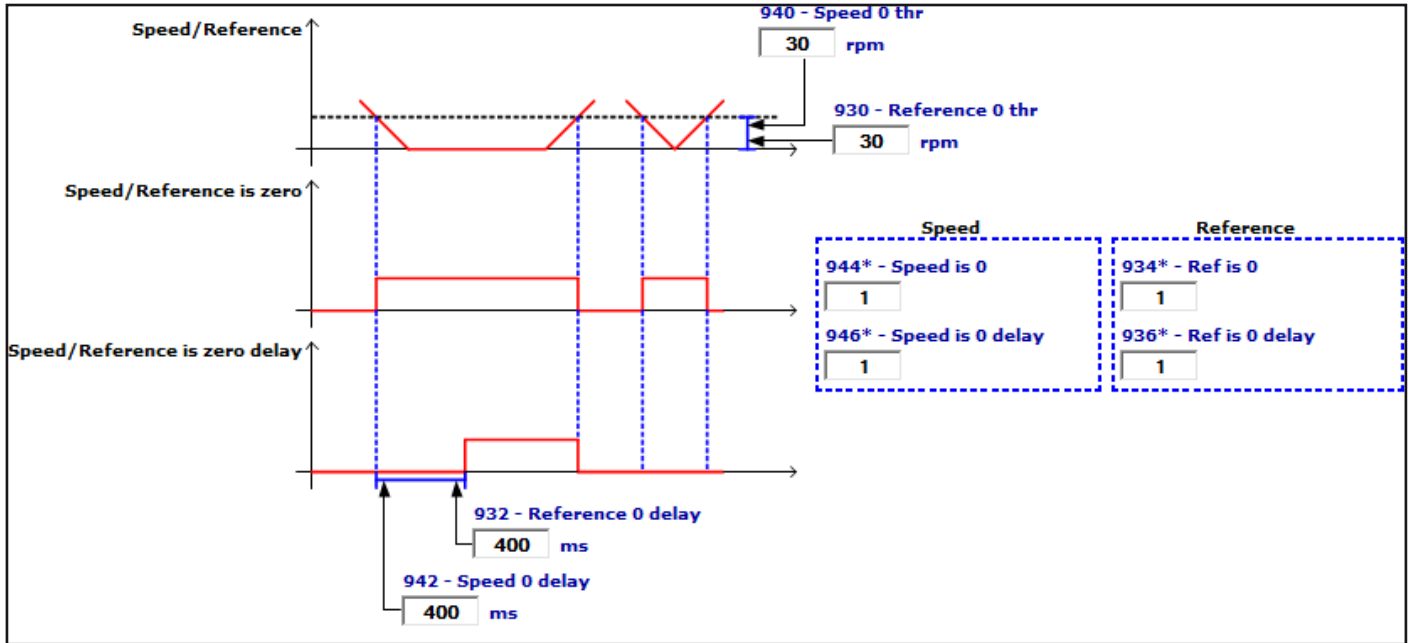 940 - Speed 0 thr
Speed/Reference
30 rpm
930 - Reference 0 thr
30 rpm
Speed/Reference is zero
Speed
Reference
944* - Speed is 0
934* - Ref is 0
1
1
946* - Speed is 0 delay
936* - Ref is 0 delay
1
1
Speed/Reference is zero delay
932 - Reference 0 delay
400 ms
942 - Speed 0 delay
400 ms